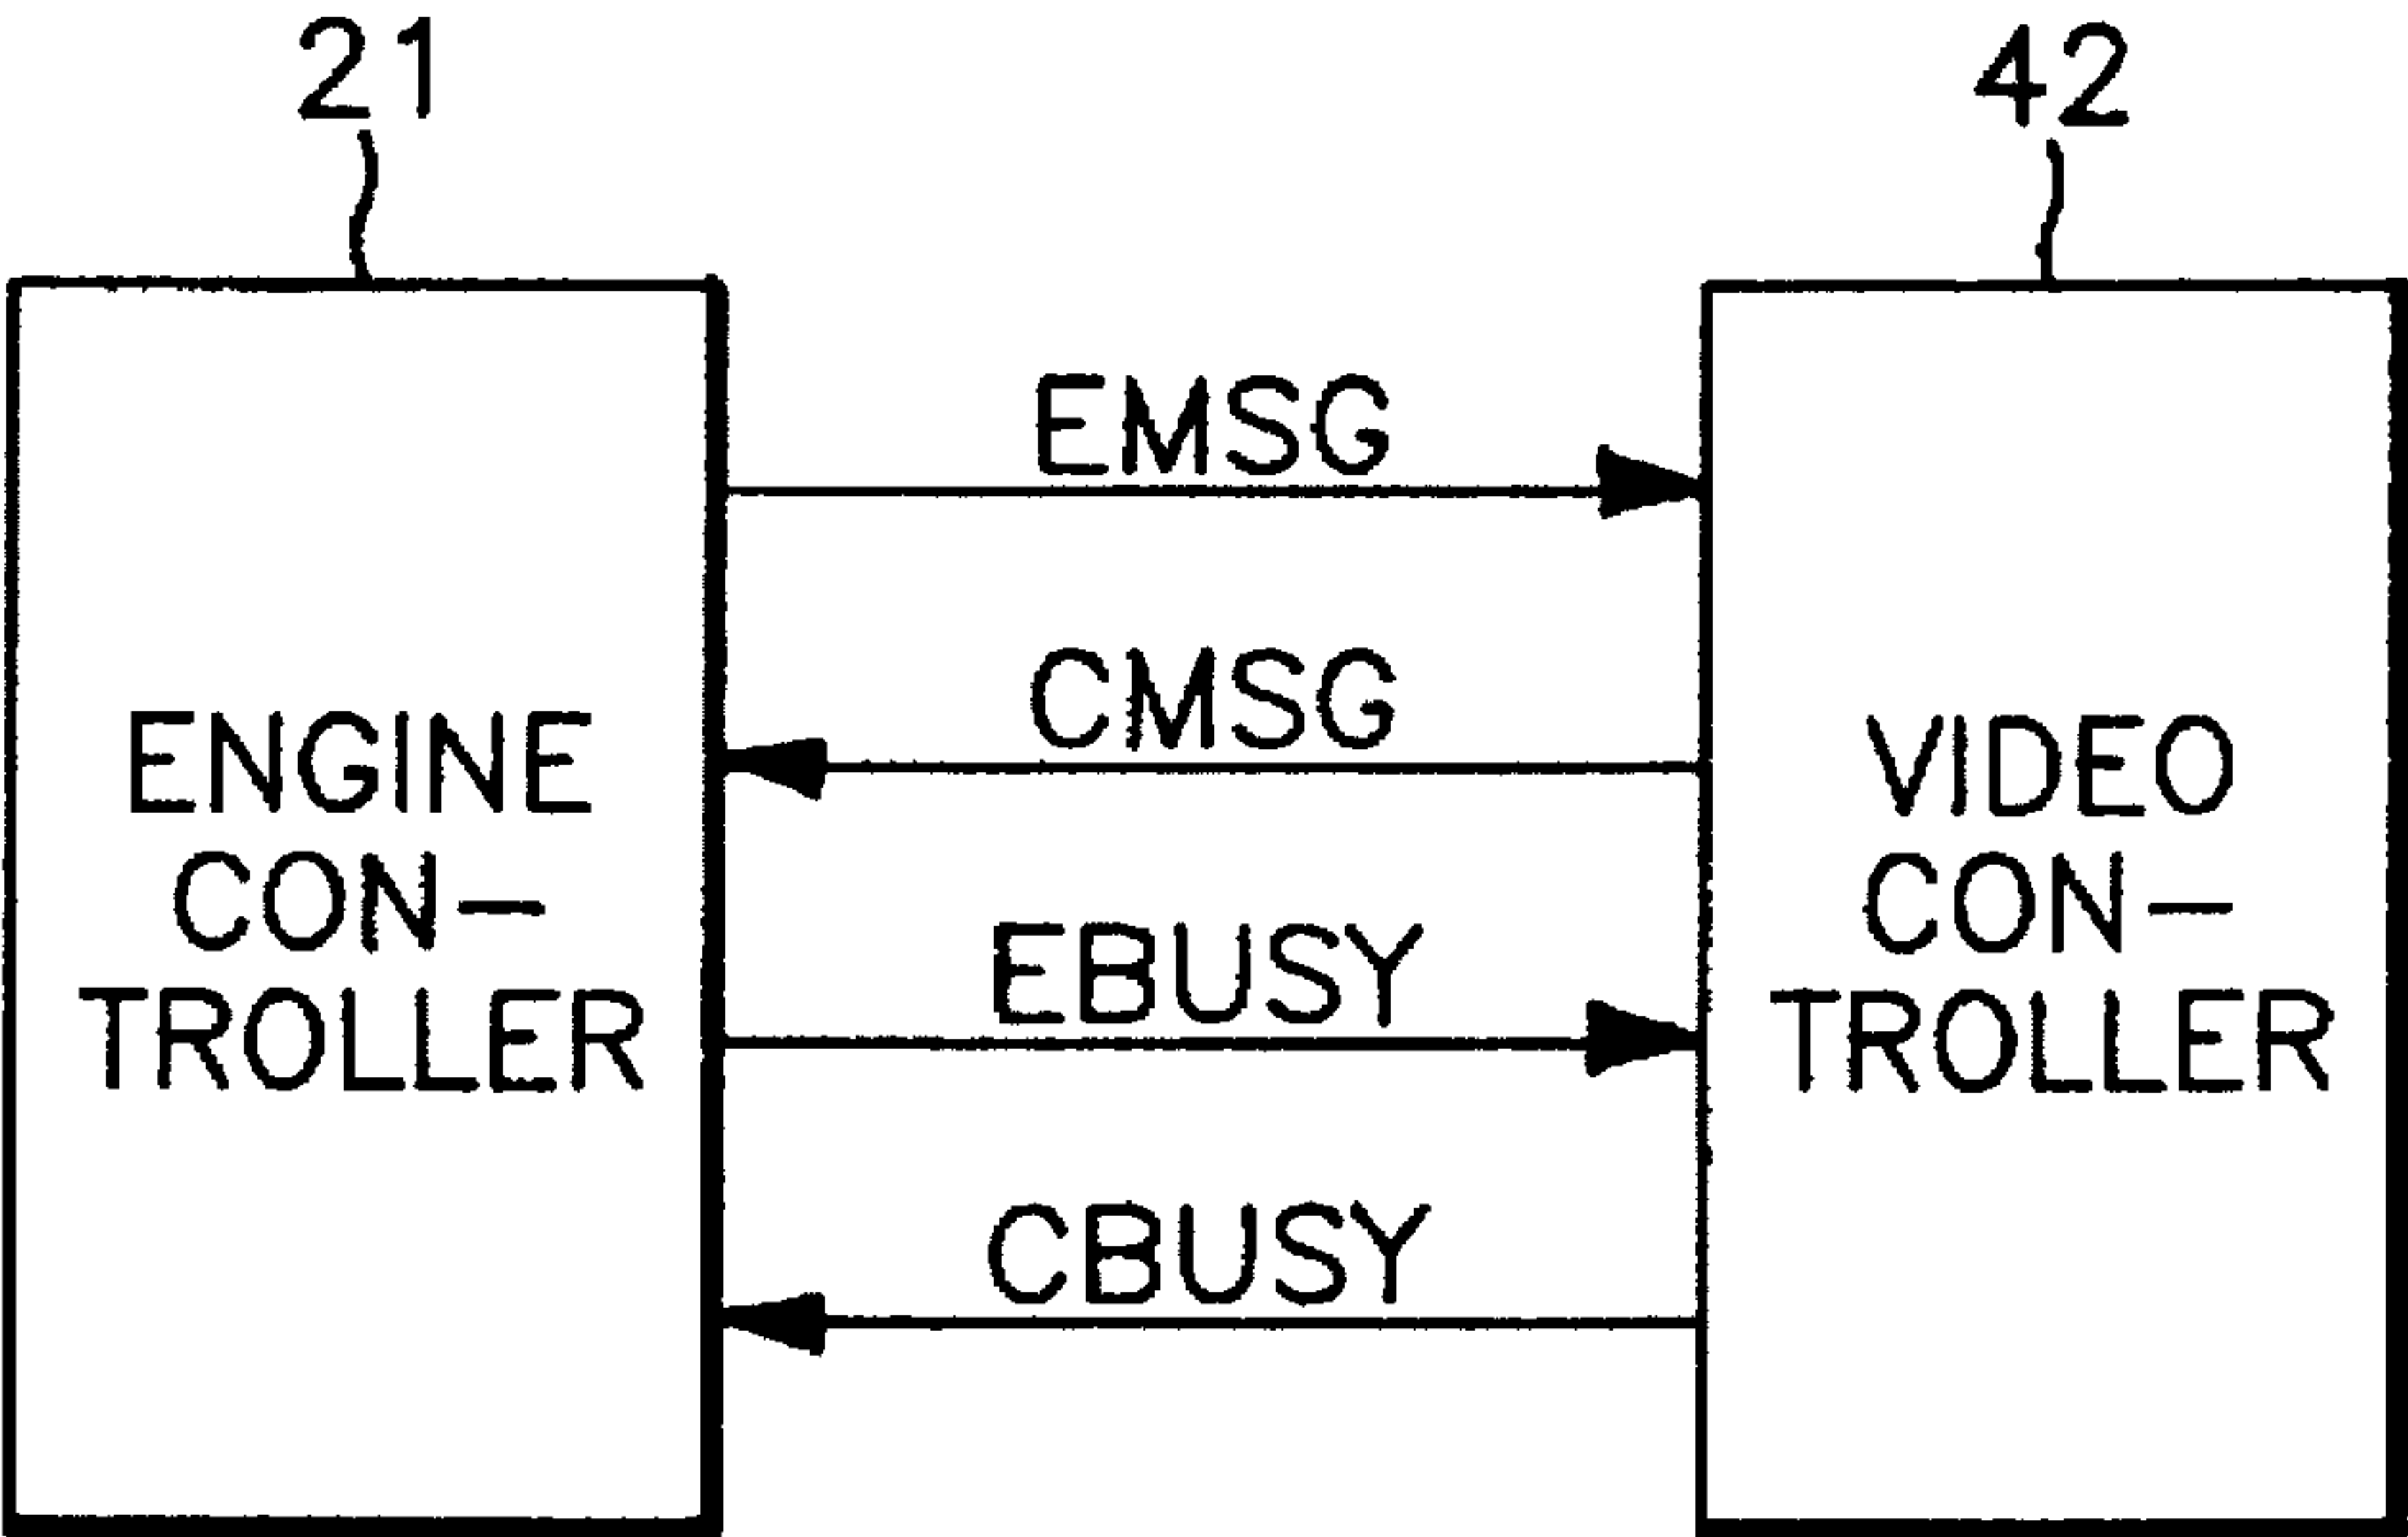 21
42
EMSG
CMSG
EBUSY
CBUSY
ENGINE
CON-
TROLLER
VIDEO
CON-
TROLLER